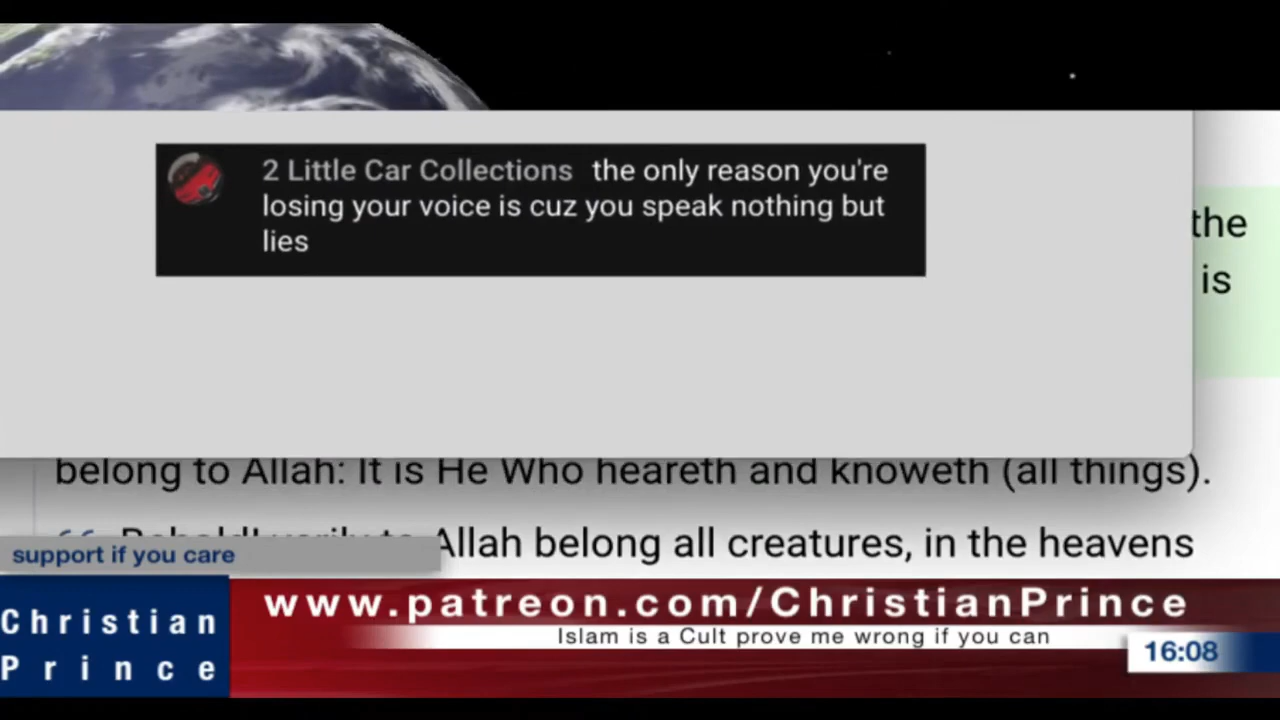 2 Little Car Collections the only reason you're
losing your voice is cuz you speak nothing but
lies
the
is
belong to Allah: It is He Who heareth and knoweth (all things).
Allah belong all creatures, in the heavens
support if you care
Christian
Prince
www.patreon.com/ChristianPrince
Islam is a Cult prove me wrong if you can
16:08